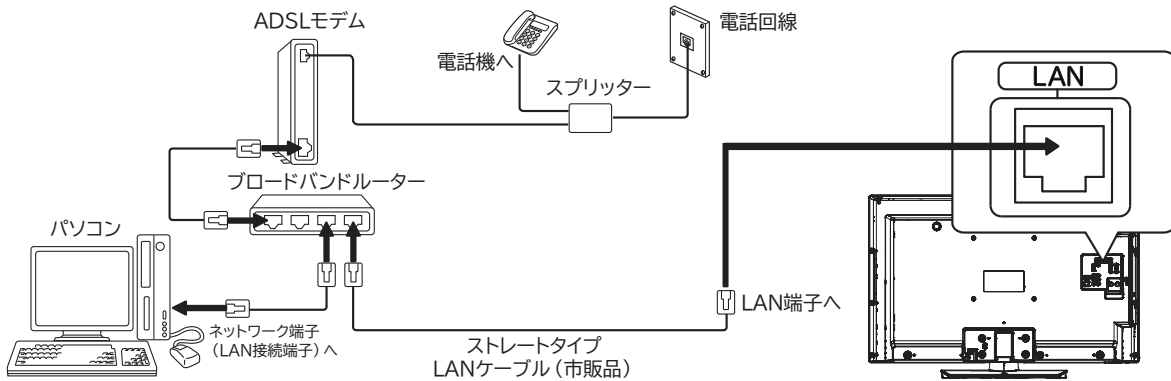 ADSLモデム
電話機へ
電話回線
スプリッター
LAN
ブロードバンドルーター
パソコン
ネットワーク端子
（LAN接続端子）へ
LAN端子へ
ストレートタイプ
LANケーブル（市販品）